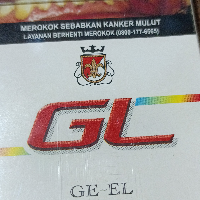 MEROKOK SEBABKAN KANKER MULUT
LAYANAN BERHENTI MEROKOK (0800-177-6565)
GL
GE-EL